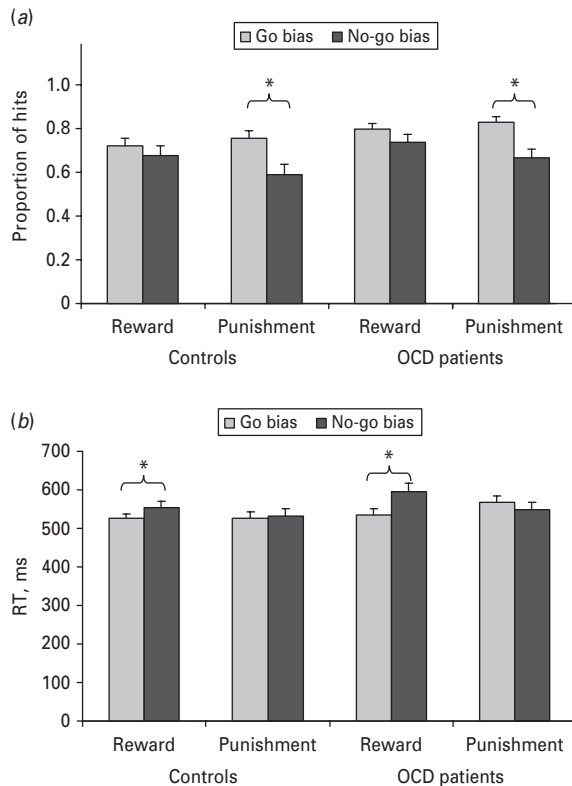 (a)
Go bias No-go bias
Proportion of hits
1.0
0.8
0.6
0.4
0.2
0
*
*
Reward Punishment Reward Punishment
Controls OCD patients
(b)
Go bias No-go bias
RT, ms
700
600
500
400
300
200
100
0
*
*
Reward Punishment Reward Punishment
Controls OCD patients